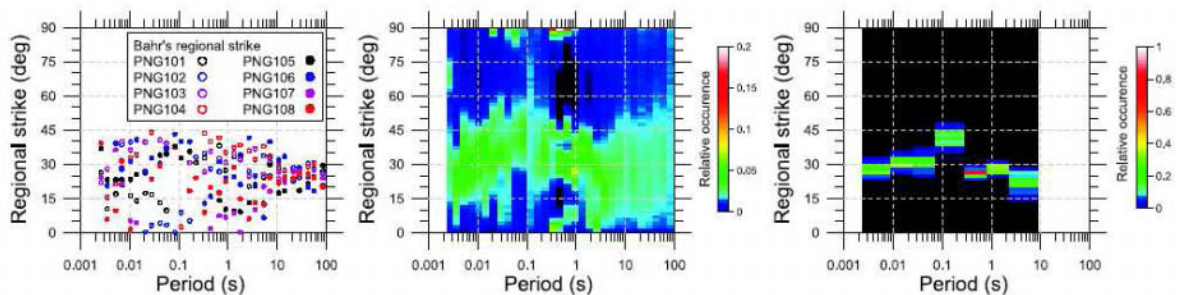 Regional strike (deg)
90
75
60
45
30
15
0
Bahr's regional strike
PNG101 PNG105
PNG102 PNG106
PNG103 PNG107
PNG104 PNG108
0.001 0.01 0.1 1 10 100
Period (s)
Regional strike (deg)
90
75
60
45
30
15
0
0.001 0.01 0.1 1 10 100
Period (s)
0.2
0.15
0.1
0.05
0
Relative occurence
Regional strike (deg)
90
75
60
45
30
15
0
0.001 0.01 0.1 1 10 100
Period (s)
1
0.8
0.6
0.4
0.2
0
Relative occurence